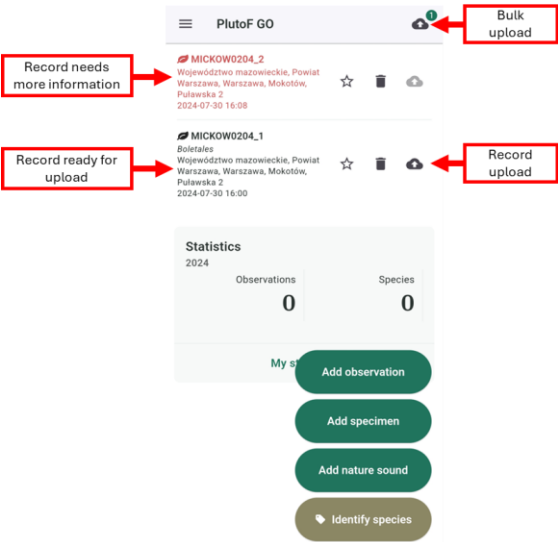 PlutoF GO
1
Bulk
upload
MICKOW0204_2
Województwo mazowieckie, Powiat
Warszawa, Warszawa, Mokotów,
Puławska 2
2024-07-30 16:08
Record needs
more information
MICKOW0204_1
Boletales
Województwo mazowieckie, Powiat
Warszawa, Warszawa, Mokotów,
Puławska 2
2024-07-30 16:00
Record ready for
upload
Record
upload
Statistics
2024
Observations
Species
0
0
My st
Add observation
Add specimen
Add nature sound
Identify species